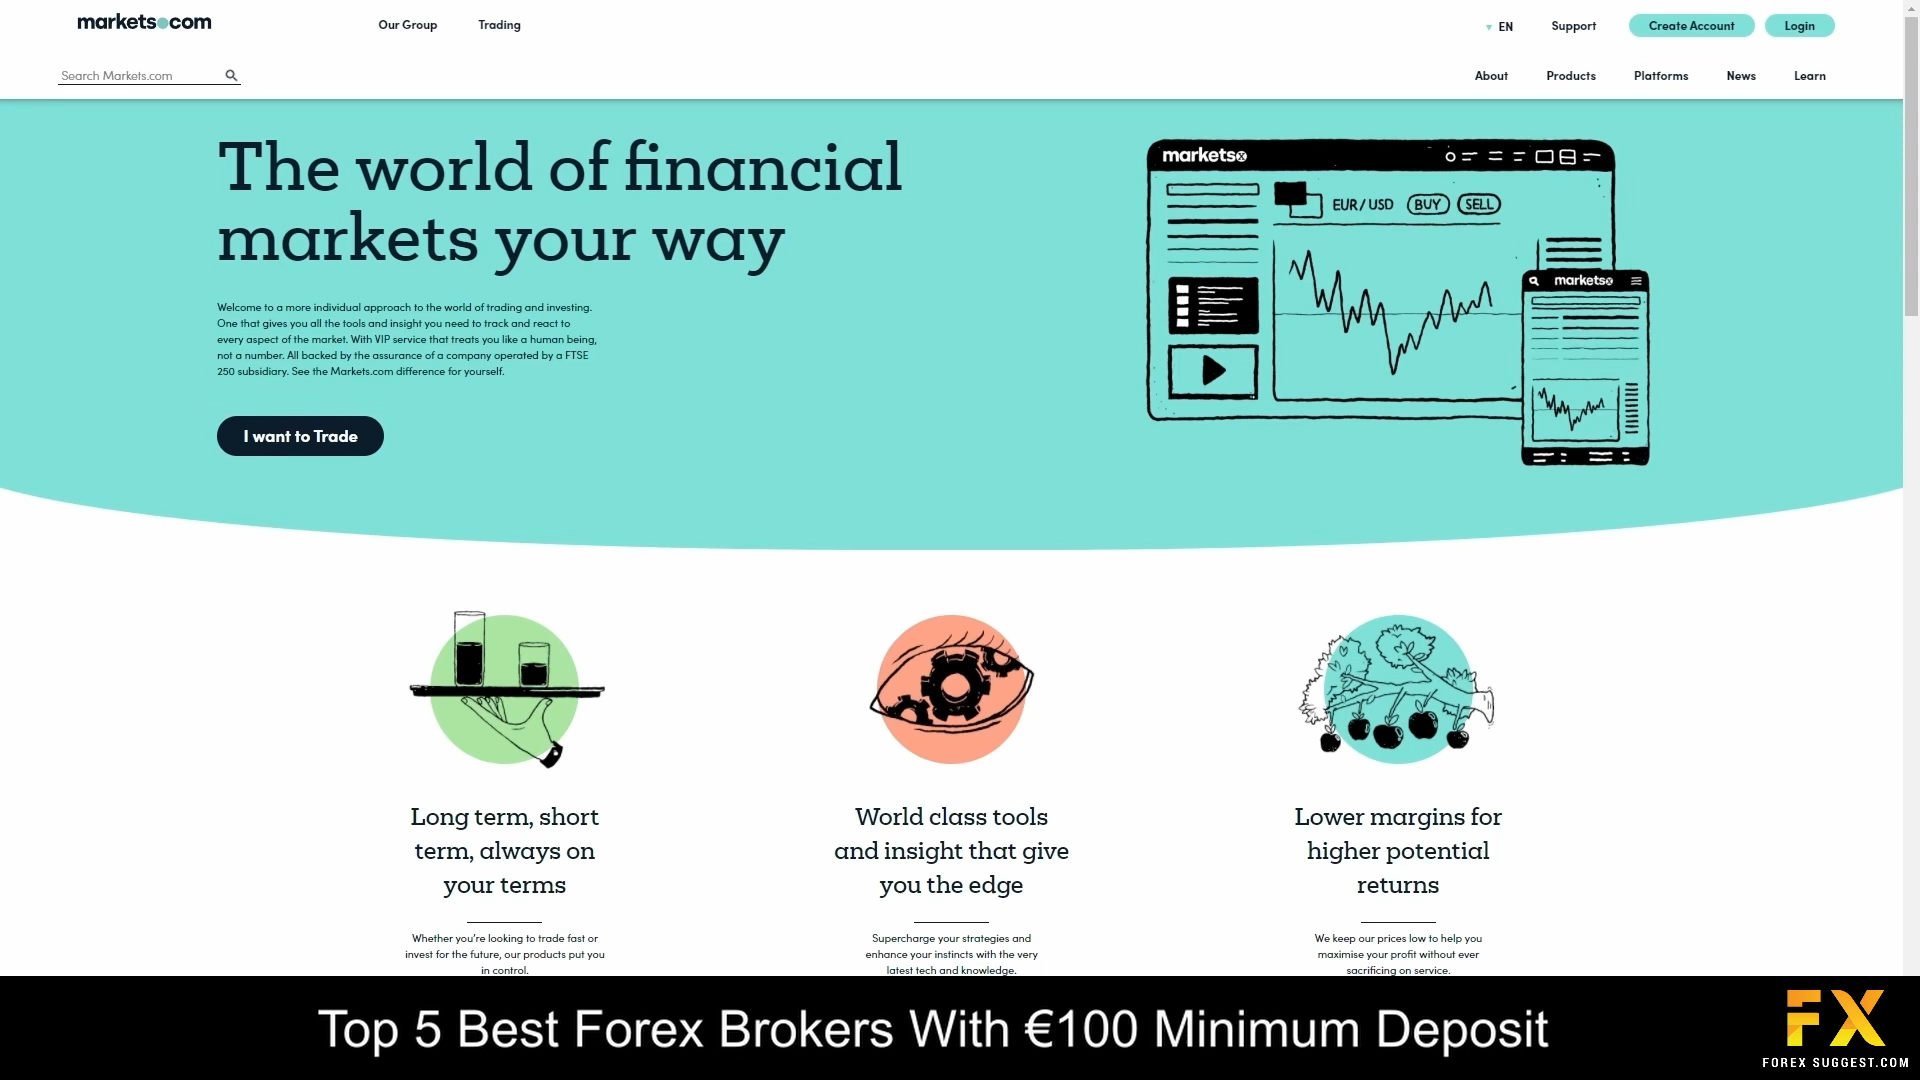 markets.com
Our Group
Trading
EN
Support
Create Account
Login
Search Markets.com
About
Products
Platforms
News
Learn
The world of financial
markets your way
Welcome to a more individual approach to the world of trading and investing.
One that gives you all the tools and insight you need to track and react to
every aspect of the market. With VIP service that treats you like a human being,
not a number. All backed by the assurance of a company operated by a FTSE
250 subsidiary. See the Markets.com difference for yourself.
I want to Trade
marketsx
EUR/USD BUY SELL
marketsx
Long term, short
term, always on
your terms
Whether you're looking to trade fast or
invest for the future, our products put you
in control.
World class tools
and insight that give
you the edge
Supercharge your strategies and
enhance your instincts with the very
latest tech and knowledge.
Lower margins for
higher potential
returns
We keep our prices low to help you
maximise your profit without ever
sacrificing on service.
Top 5 Best Forex Brokers With €100 Minimum Deposit
FX
FOREX SUGGEST.COM